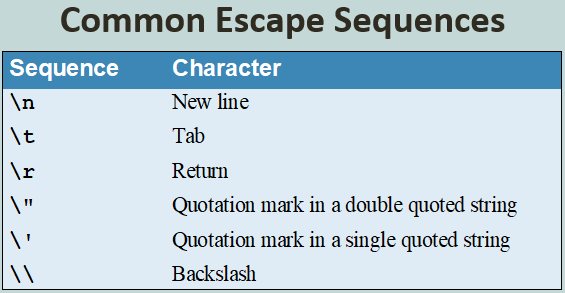 Common Escape Sequences
Sequence Character
\n New line
\t Tab
\r Return
\" Quotation mark in a double quoted string
\' Quotation mark in a single quoted string
\\ Backslash